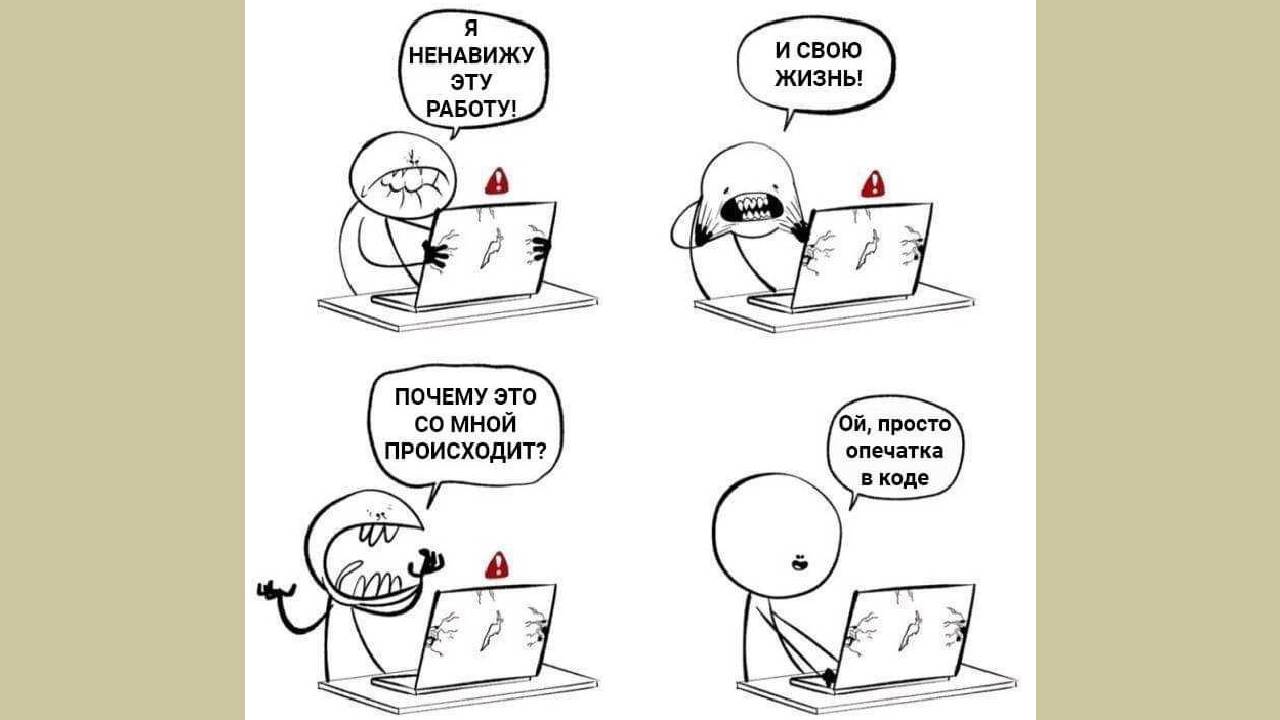 Я
НЕНАВИЖУ
ЭТУ
РАБОТУ!
И СВОЮ
ЖИЗНЬ!
ПОЧЕМУ ЭТО
СО МНОЙ
ПРОИСХОДИТ?
Ой, просто
опечатка
в коде